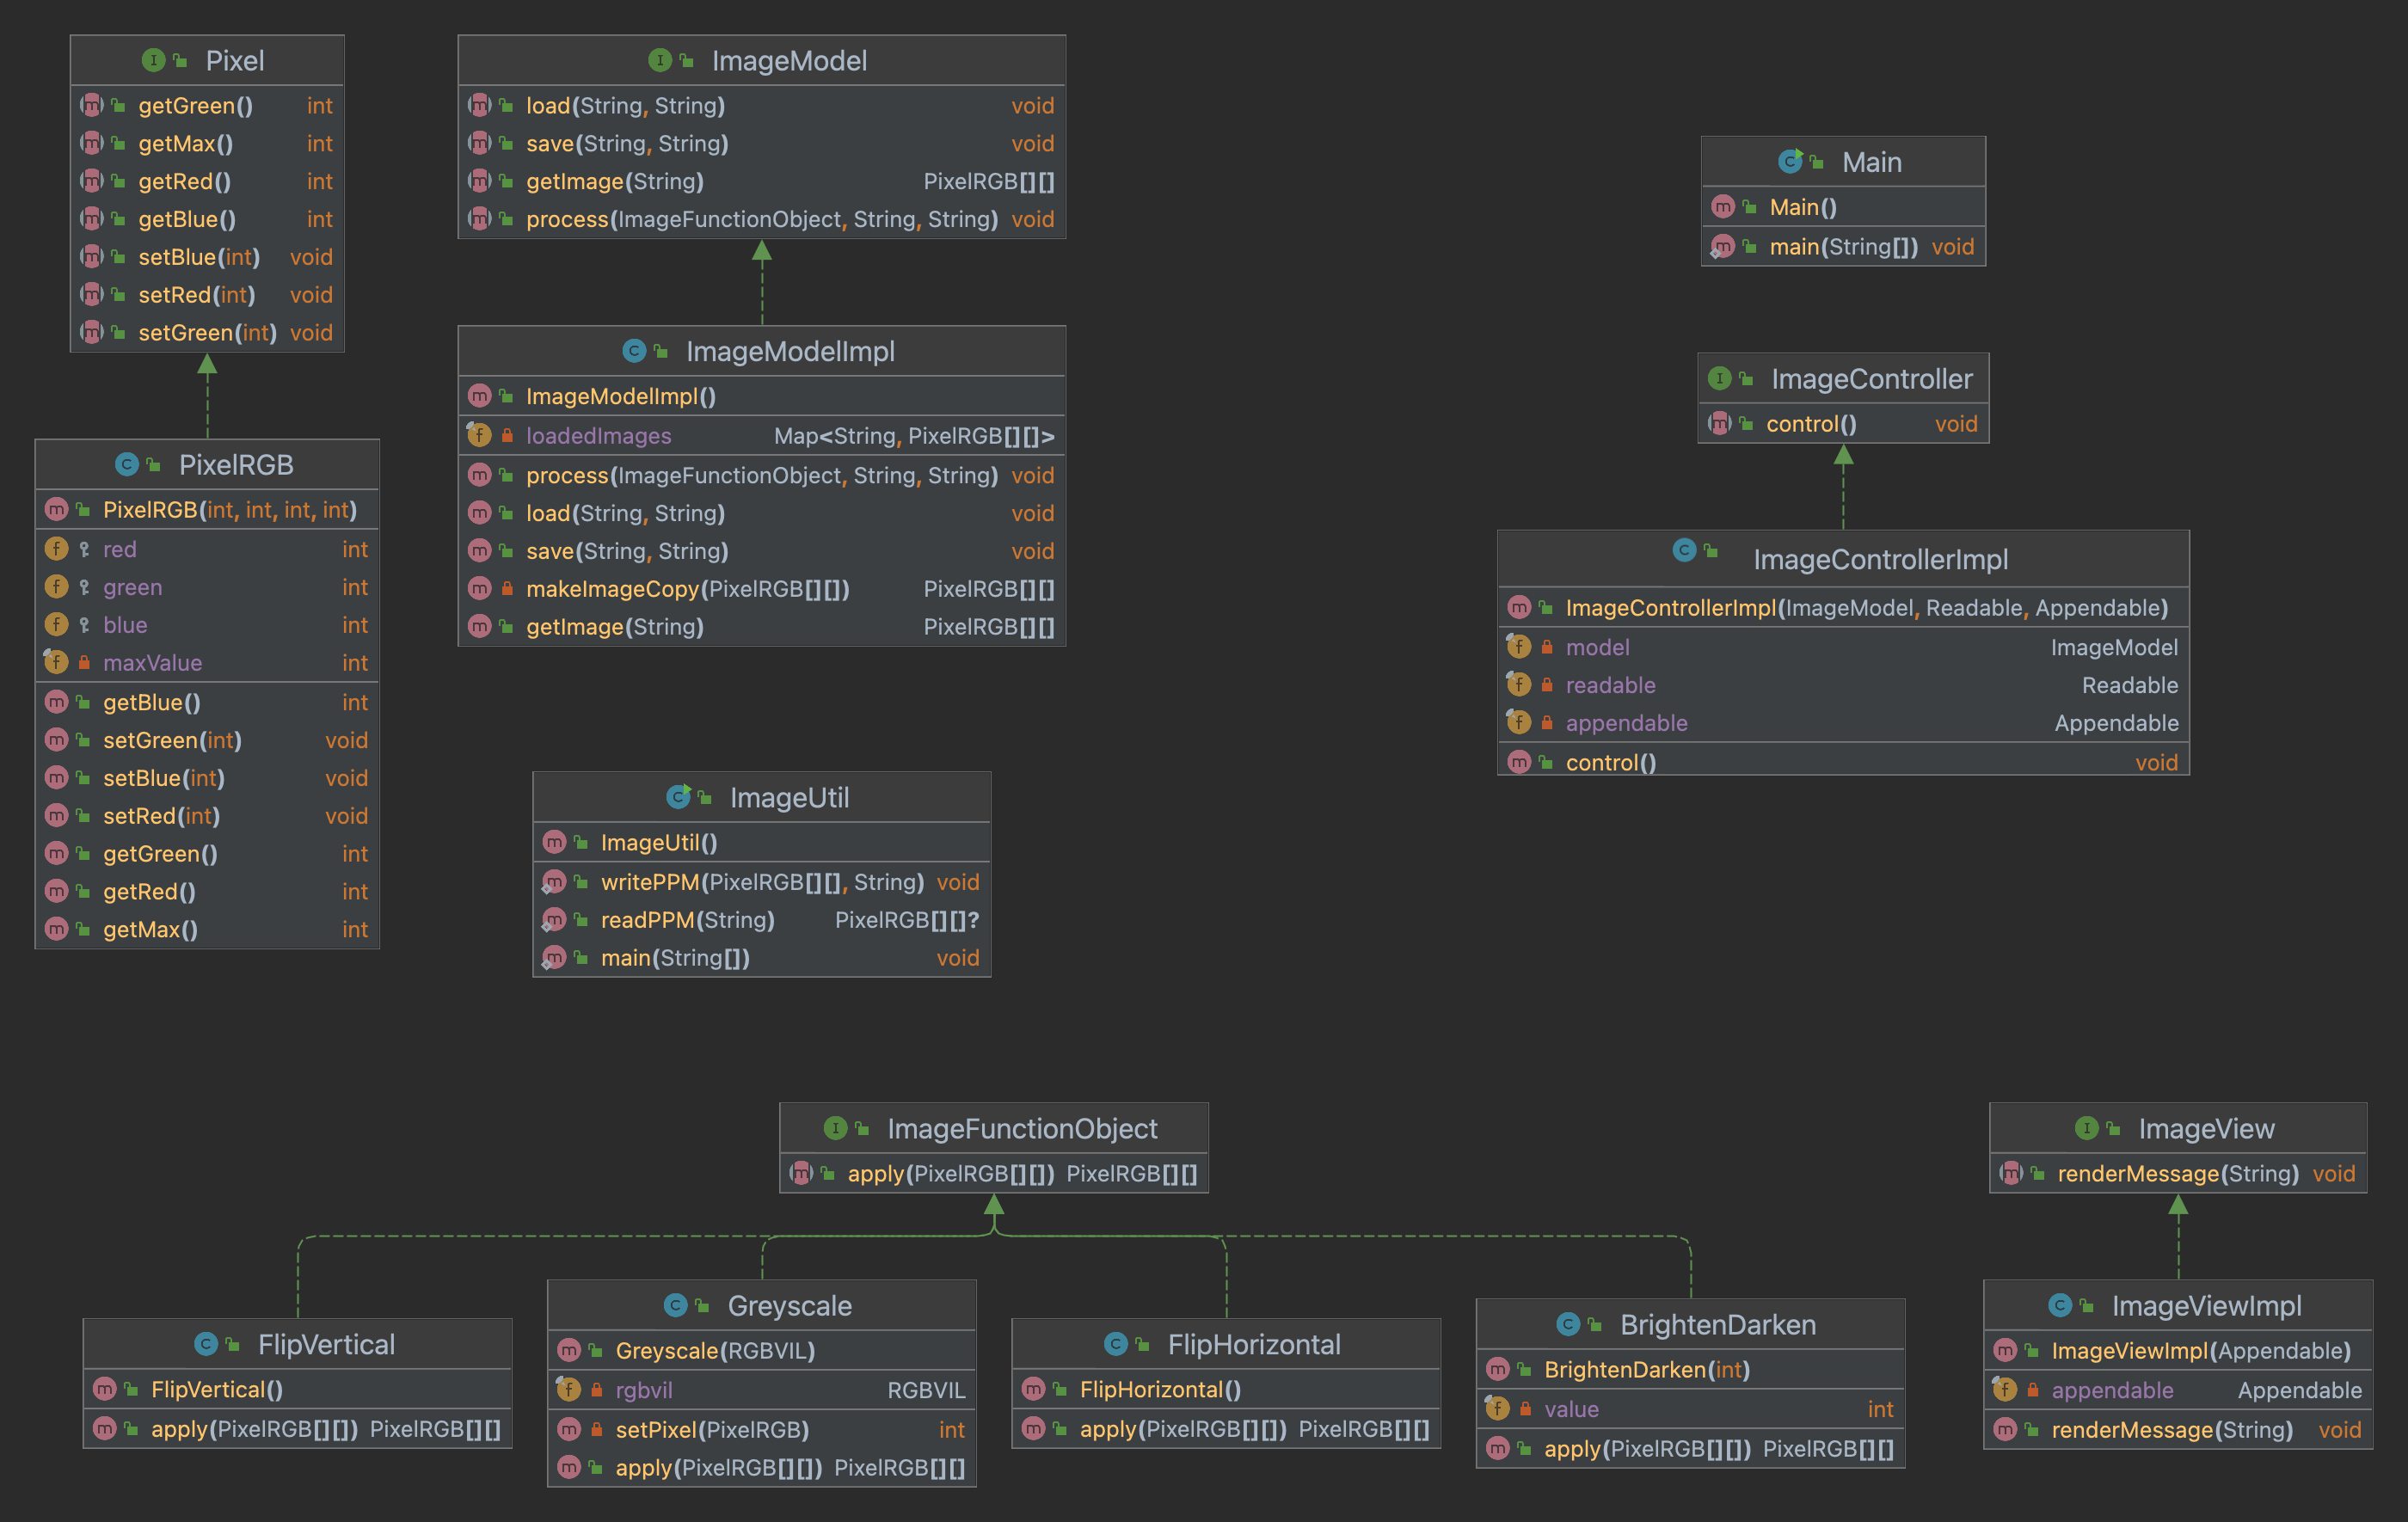 Pixel
getGreen() int
getMax() int
getRed() int
getBlue() int
setBlue(int) void
setRed(int) void
setGreen(int) void
PixelRGB
PixelRGB(int, int, int, int)
red int
green int
blue int
maxValue int
getBlue() int
setGreen(int) void
setBlue(int) void
setRed(int) void
getGreen() int
getRed() int
getMax() int
ImageModel
load(String, String) void
save(String, String) void
getImage(String) PixelRGB[][]
process(ImageFunctionObject, String, String) void
ImageModelImpl
ImageModelImpl()
loadedImages Map<String, PixelRGB[][]>
process(ImageFunctionObject, String, String) void
load(String, String) void
save(String, String) void
makeImageCopy(PixelRGB[][]) PixelRGB[][]
getImage(String) PixelRGB[][]
ImageUtil
ImageUtil()
writePPM(PixelRGB[][], String) void
readPPM(String) PixelRGB[][]?
main(String[]) void
Main
Main()
main(String[]) void
ImageController
control() void
ImageControllerImpl
ImageControllerImpl(ImageModel, Readable, Appendable)
model ImageModel
readable Readable
appendable Appendable
control() void
ImageFunctionObject
apply(PixelRGB[][]) PixelRGB[][]
FlipVertical
FlipVertical()
apply(PixelRGB[][]) PixelRGB[][]
Greyscale
Greyscale(RGBVIL)
rgbvil RGBVIL
setPixel(PixelRGB) int
apply(PixelRGB[][]) PixelRGB[][]
FlipHorizontal
FlipHorizontal()
apply(PixelRGB[][]) PixelRGB[][]
BrightenDarken
BrightenDarken(int)
value int
apply(PixelRGB[][]) PixelRGB[][]
ImageView
renderMessage(String) void
ImageViewImpl
ImageViewImpl(Appendable)
appendable Appendable
renderMessage(String) void